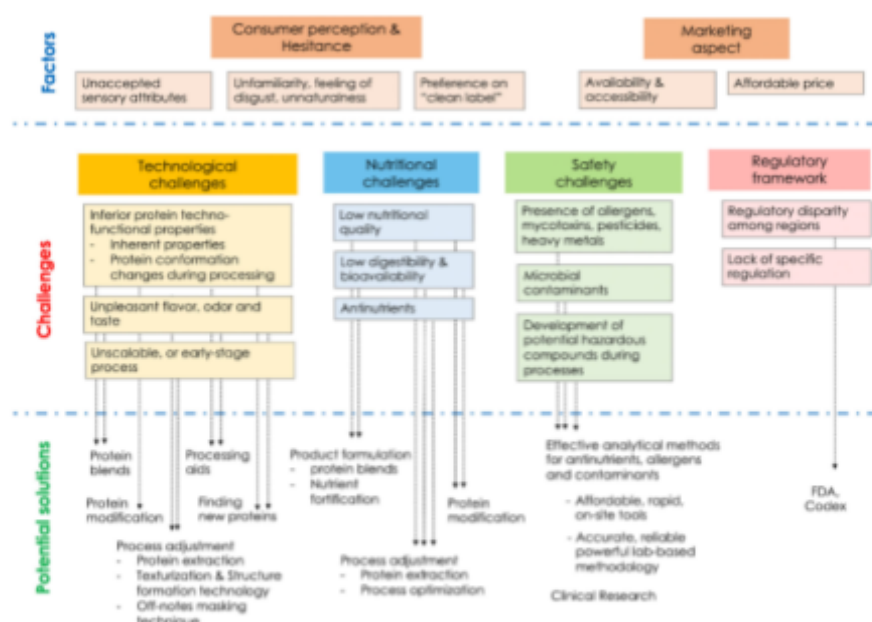 Factors
Consumer perception &
Hesitance
Marketing
aspect
Unaccepted
sensory attributes
Unfamiliarity, feeling of
disgust, unnaturalness
Preference on
"clean label"
Availability &
accessibility
Affordable price
Challenges
Technological
challenges
Inferior protein techno-
functional properties
- Inherent properties
- Protein conformation
changes during processing
Unpleasant flavor, odor and
taste
Unscalable, or early-stage
process
Nutritional
challenges
Low nutritional
quality
Low digestibility &
bioavailability
Antinutrients
Safety
challenges
Presence of allergens,
mycotoxins, pesticides,
heavy metals
Microbial
contaminants
Development of
potential hazardous
compounds during
processes
Regulatory
framework
Regulatory disparity
among regions
Lack of specific
regulation
Potential solutions
Protein
blends
Processing
aids
Protein
modification
Finding
new proteins
Process adjustment
- Protein extraction
- Texturization & Structure
formation technology
- Off-notes masking
technique
Product formulation
- protein blends
- Nutrient
fortification
Protein
modification
Process adjustment
- Protein extraction
- Process optimization
Effective analytical methods
for antinutrients, allergens
and contaminants
- Affordable, rapid,
on-site tools
- Accurate, reliable
powerful lab-based
methodology
Clinical Research
FDA,
Codex